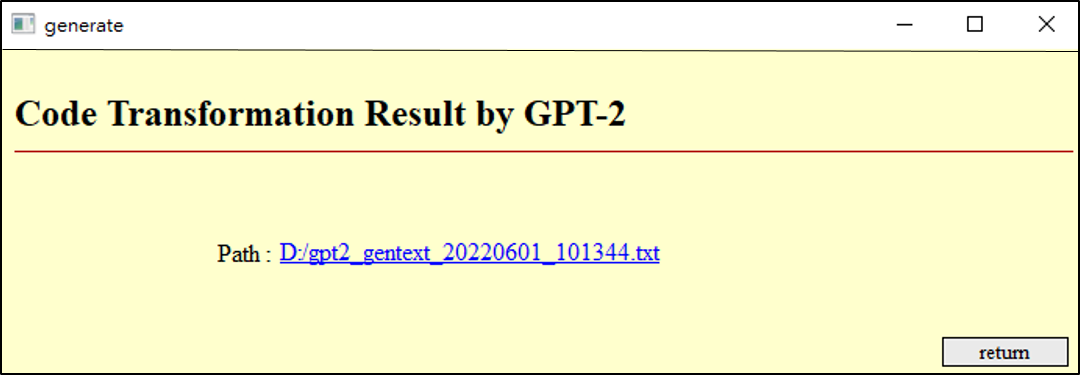 generate
Code Transformation Result by GPT-2
Path : D:/gpt2_gentext_20220601_101344.txt
return